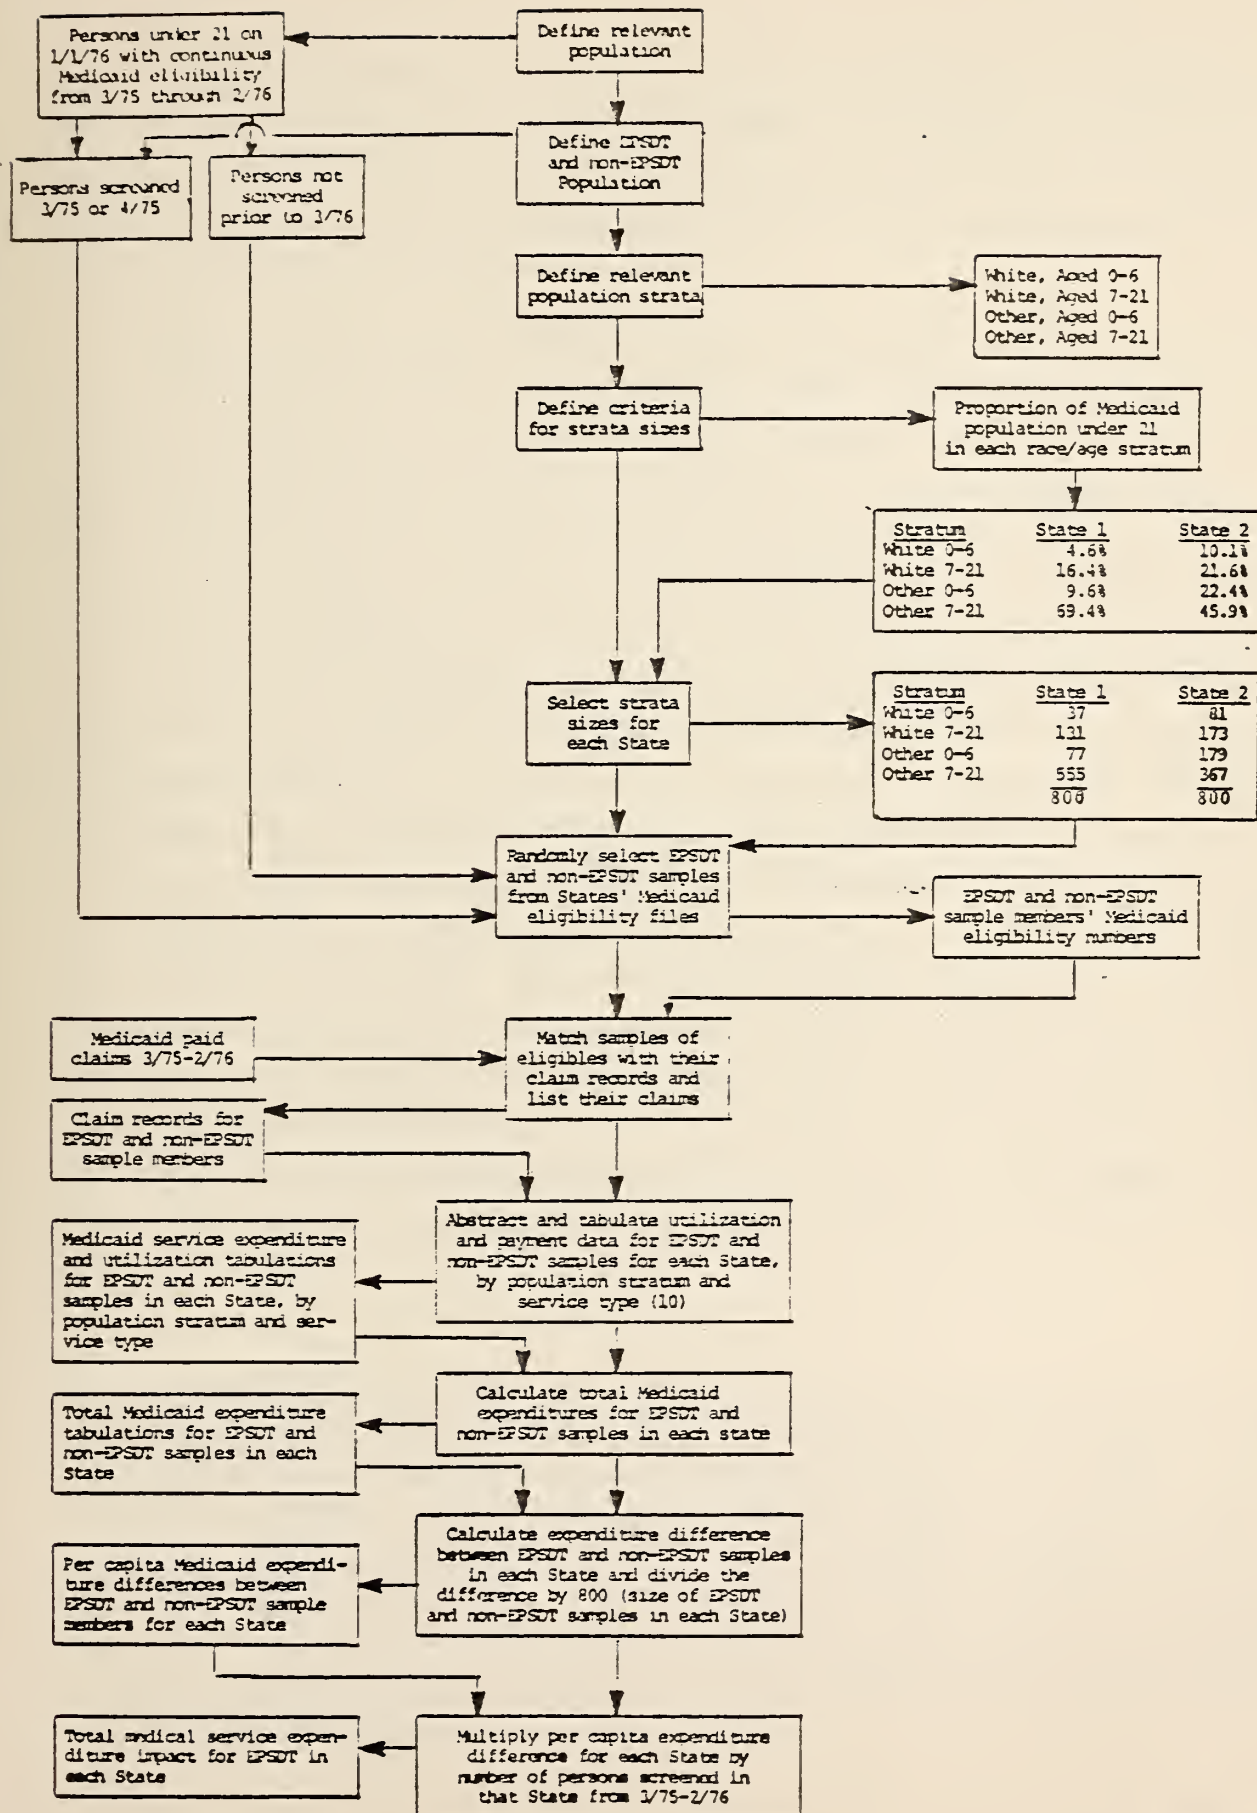 Persons under 21 on
1/1/76 with continuous
Medicaid eligibility
from 3/75 through 2/76
Define relevant
population
Define EPSDT
and non-EPSDT
Population
Persons screened
3/75 or 4/75
Persons not
screened
prior to 3/76
Define relevant
population strata
White, Aged 0-6
White, Aged 7-21
Other, Aged 0-6
Other, Aged 7-21
Define criteria
for strata sizes
Proportion of Medicaid
population under 21
in each race/age stratum
Stratum State 1 State 2
White 0-6 4.6% 10.1%
White 7-21 16.4% 21.6%
Other 0-6 9.6% 22.4%
Other 7-21 69.4% 45.9%
Select strata
sizes for
each State
Stratum State 1 State 2
White 0-6 37 81
White 7-21 131 173
Other 0-6 77 179
Other 7-21 555 367
800 800
Randomly select EPSDT
and non-EPSDT samples
from States' Medicaid
eligibility files
EPSDT and non-EPSDT
sample members' Medicaid
eligibility numbers
Medicaid paid
claims 3/75-2/76
Match samples of
eligibles with their
claim records and
list their claims
Claim records for
EPSDT and non-EPSDT
sample members
Abstract and tabulate utilization
and payment data for EPSDT and
non-EPSDT samples for each State,
by population stratum and
service type (10)
Medicaid service expenditure
and utilization tabulations
for EPSDT and non-EPSDT
samples in each State, by
population stratum and ser-
vice type
Calculate total Medicaid
expenditures for EPSDT and
non-EPSDT samples in each state
Total Medicaid expenditure
tabulations for EPSDT and
non-EPSDT samples in each
State
Calculate expenditure difference
between EPSDT and non-EPSDT samples
in each State and divide the
difference by 800 (size of EPSDT
and non-EPSDT samples in each State)
Per capita Medicaid expendi-
ture differences between
EPSDT and non-EPSDT sample
members for each State
Multiply per capita expenditure
difference for each State by
number of persons screened in
that State from 3/75-2/76
Total medical service expen-
diture impact for EPSDT in
each State